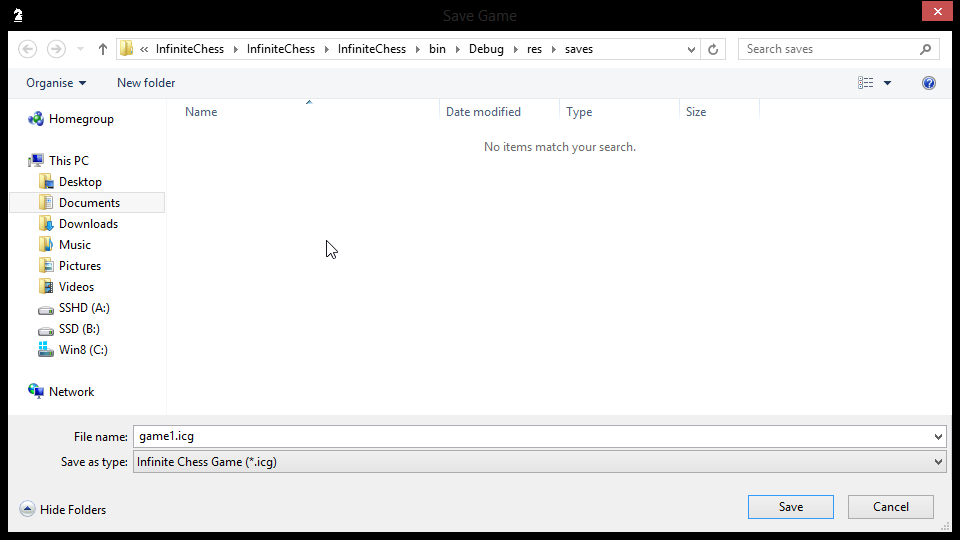 Save Game
« InfiniteChess InfiniteChess InfiniteChess bin Debug res saves
Search saves
Organise New folder
Name Date modified Type Size
No items match your search.
Homegroup
This PC
Desktop
Documents
Downloads
Music
Pictures
Videos
SSHD (A:)
SSD (B:)
Win8 (C:)
Network
File name: game1.icg
Save as type: Infinite Chess Game (*.icg)
Hide Folders
Save Cancel